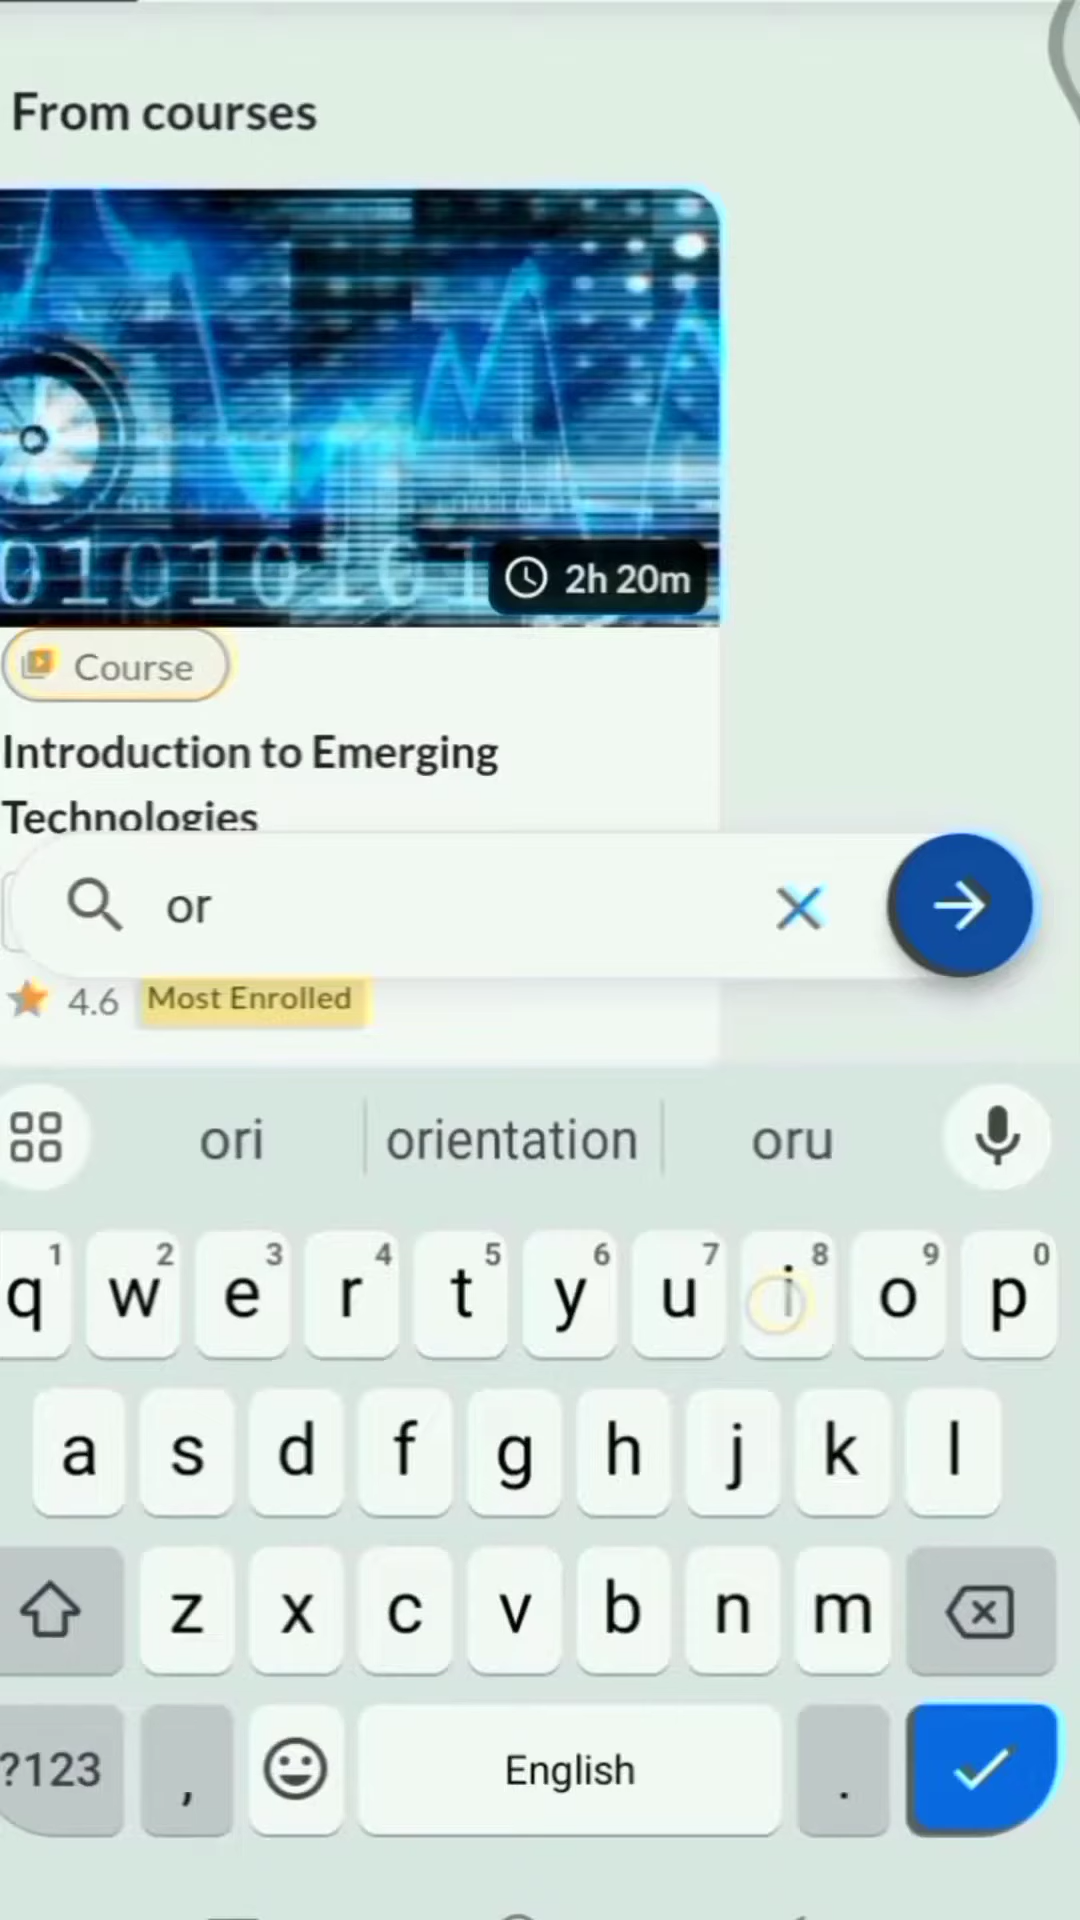 From courses
01010101
2h 20m
Course
Introduction to Emerging
Technologies
or
4.6 Most Enrolled
ori orientation oru
1 2 3 4 5 6 7 8 9 0
q w e r t y u i o p
a s d f g h j k l
z x c v b n m
?123 , English .